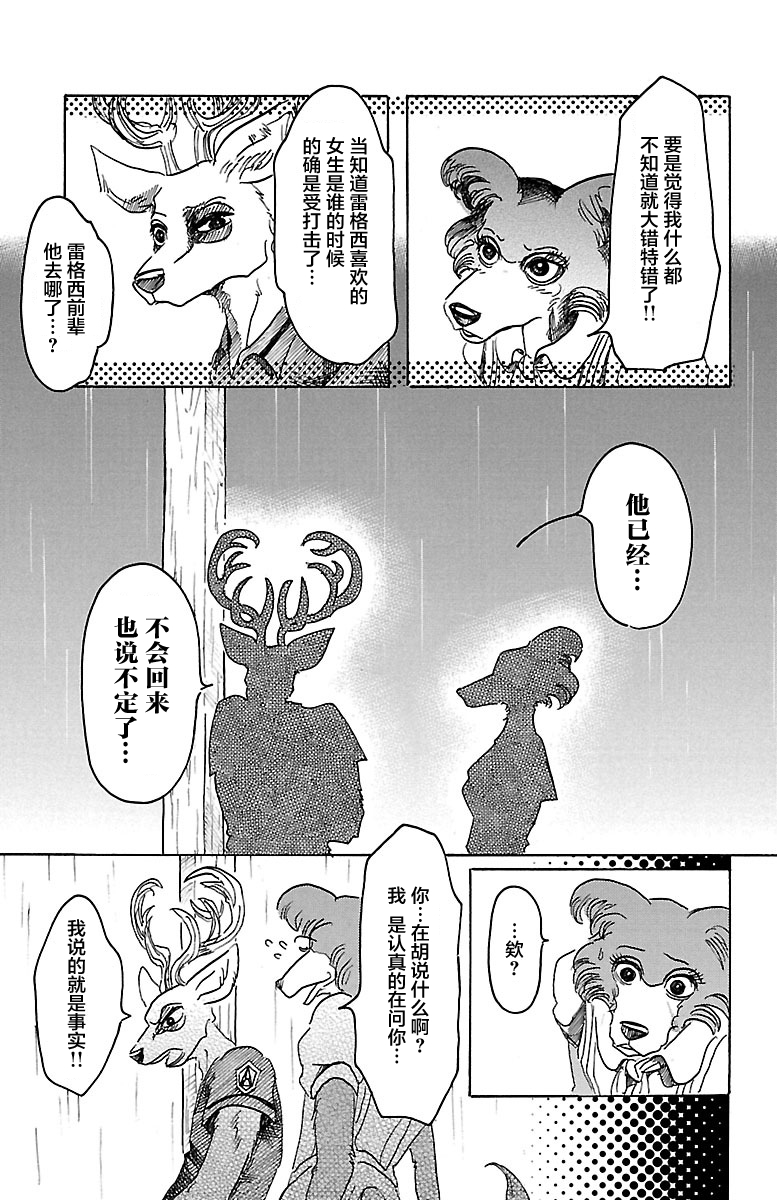 要是觉得我什么都
不知道就大错特错了!!
当知道雷格西喜欢的
女生是谁的时候
的确是受打击了…
雷格西前辈
他去哪了…?
他已经…
不会回来
也说不定了…
…欸?
你…在胡说什么啊?
我 是认真的在问你…
我说的就是事实!!
A